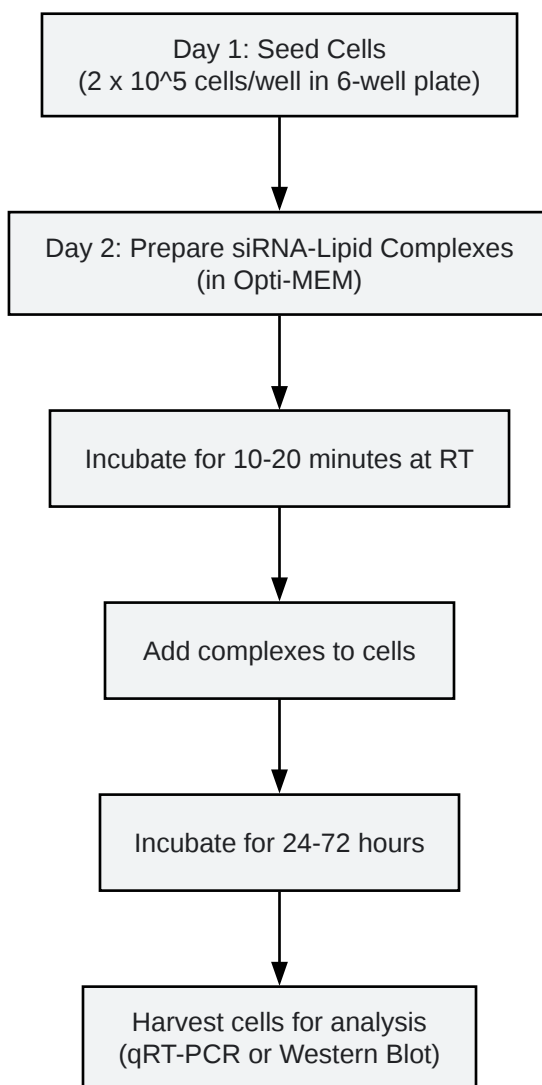 Day 1: Seed Cells
(2 x 10^5 cells/well in 6-well plate)
Day 2: Prepare siRNA-Lipid Complexes
(in Opti-MEM)
Incubate for 10-20 minutes at RT
Add complexes to cells
Incubate for 24-72 hours
Harvest cells for analysis
(qRT-PCR or Western Blot)